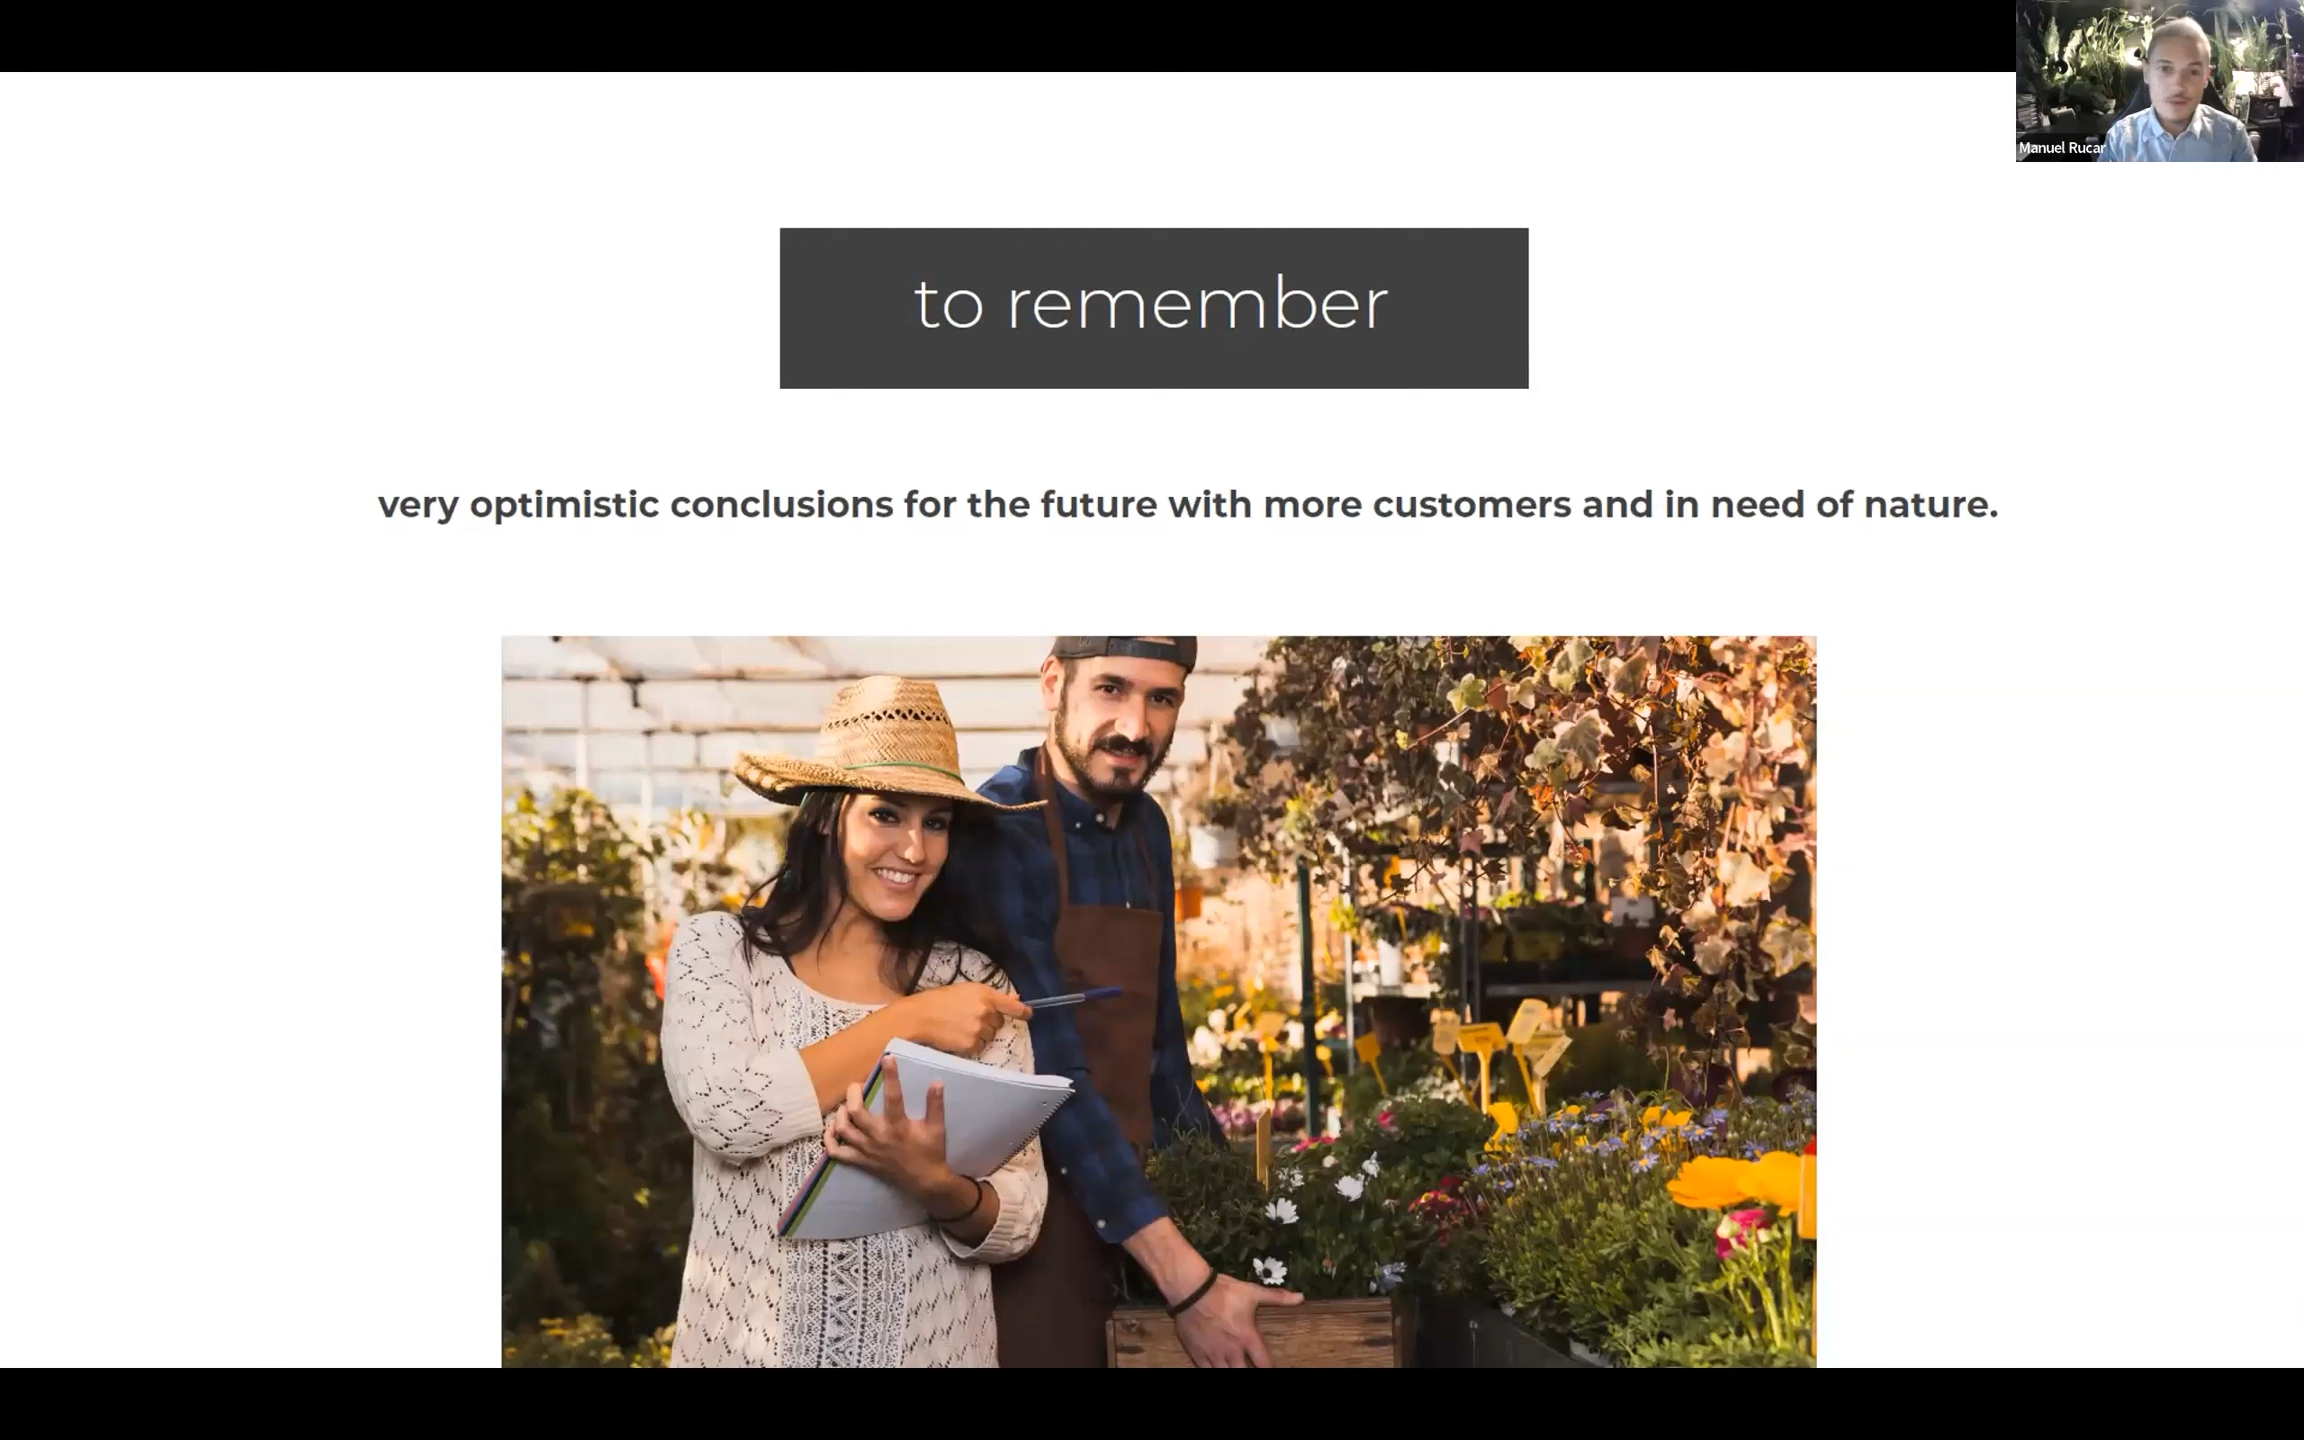 Manuel Rucar
to remember
very optimistic conclusions for the future with more customers and in need of nature.